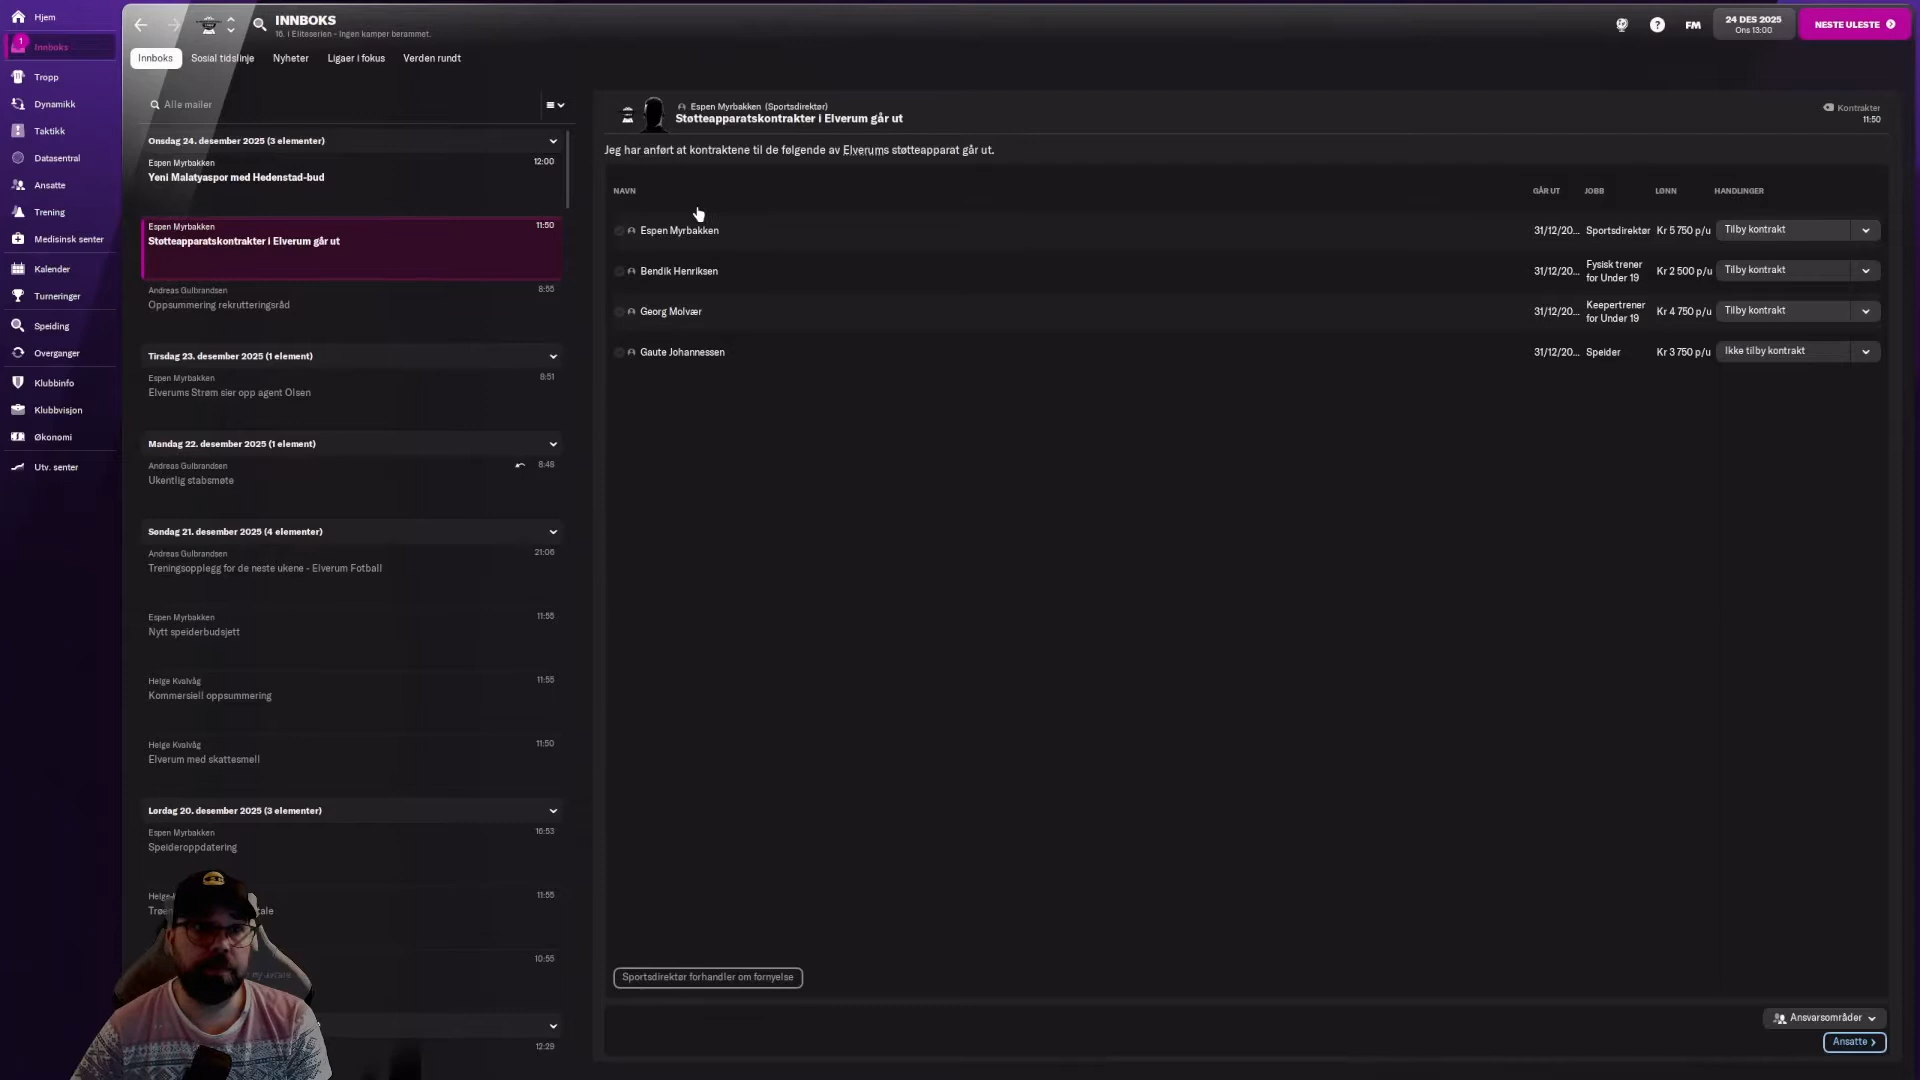 Hjem
1
Innboks
Tropp
Dynamikk
Taktikk
Datasentral
Ansatte
Trening
Medisinsk senter
Kalender
Turneringer
Speiding
Overganger
Klubbinfo
Klubbvisjon
Økonomi
Utv. senter
INNBOKS
16. i Eliteserien - Ingen kamper berammet.
FM
24 DES 2025
Ons 13:00
NESTE ULESTE
Innboks
Sosial tidslinje
Nyheter
Ligaer i fokus
Verden rundt
Alle mailer
Onsdag 24. desember 2025 (3 elementer)
Espen Myrbakken 12:00
Yeni Malatyaspor med Hedenstad-bud
Espen Myrbakken 11:50
Støtteapparatskontrakter i Elverum går ut
Andreas Gulbrandsen 8:55
Oppsummering rekrutteringsråd
Tirsdag 23. desember 2025 (1 element)
Espen Myrbakken 8:51
Elverums Strøm sier opp agent Olsen
Mandag 22. desember 2025 (1 element)
Andreas Gulbrandsen 8:46
Ukentlig stabsmøte
Søndag 21. desember 2025 (4 elementer)
Andreas Gulbrandsen 21:06
Treningsopplegg for de neste ukene - Elverum Fotball
Espen Myrbakken 11:55
Nytt speiderbudsjett
Helge Kvalvåg 11:55
Kommersiell oppsummering
Helge Kvalvåg 11:50
Elverum med skattesmell
Lørdag 20. desember 2025 (3 elementer)
Espen Myrbakken 16:53
Speideroppdatering
11:55
10:55
12:29
Espen Myrbakken (Sportsdirektør)
Støtteapparatskontrakter i Elverum går ut
Kontrakter
11:50
Jeg har anført at kontraktene til de følgende av Elverums støtteapparat går ut.
NAVN GÅR UT JOBB LØNN HANDLINGER
Espen Myrbakken 31/12/20... Sportsdirektør Kr 5 750 p/u Tilby kontrakt
Bendik Henriksen 31/12/20... Fysisk trener for Under 19 Kr 2 500 p/u Tilby kontrakt
Georg Molvær 31/12/20... Keepertrener for Under 19 Kr 4 750 p/u Tilby kontrakt
Gaute Johannessen 31/12/20... Speider Kr 3 750 p/u Ikke tilby kontrakt
Sportsdirektør forhandler om fornyelse
Ansvarsområder
Ansatte